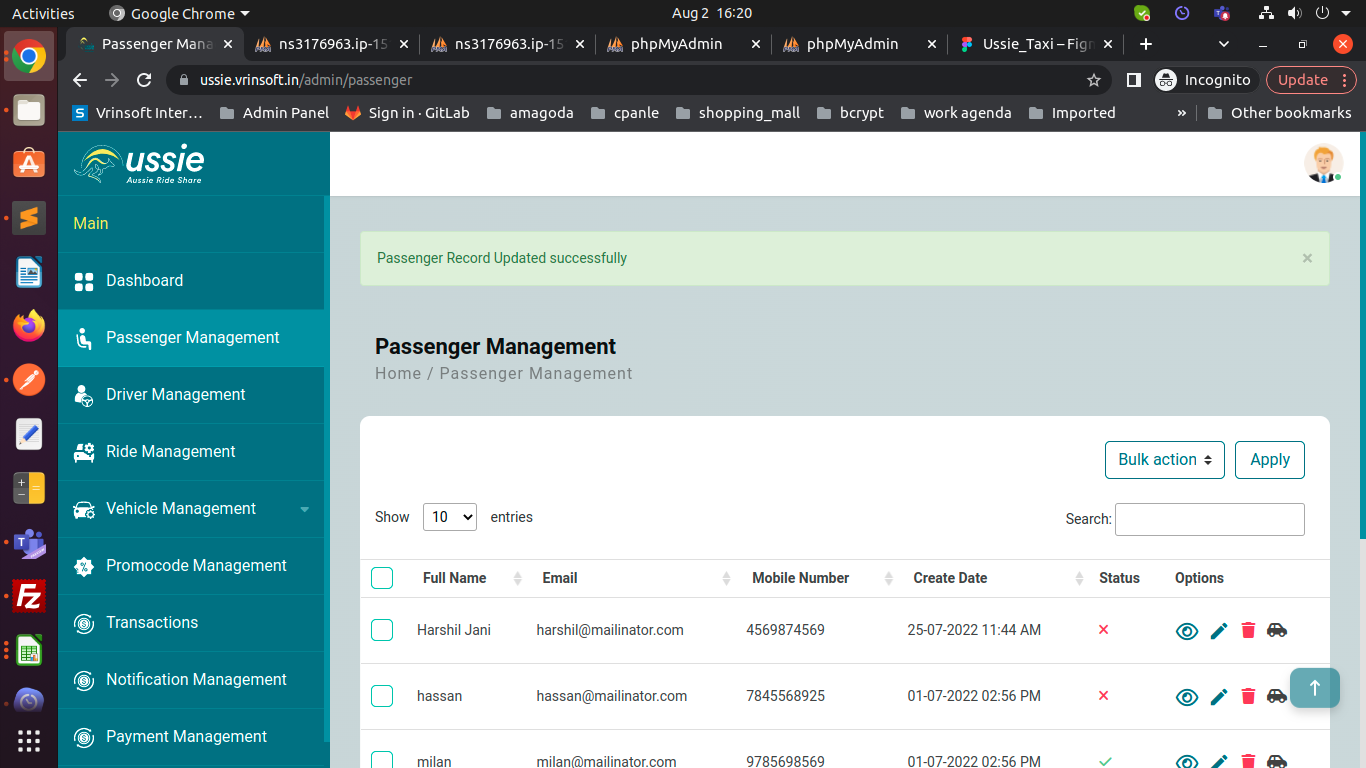 Activities
Google Chrome
Aug 2 16:20
Passenger Mana
ns3176963.ip-15
ns3176963.ip-15
phpMyAdmin
phpMyAdmin
Ussie_Taxi – Fign
ussie.vrinsoft.in/admin/passenger
Incognito
Update
Vrinsoft Inter...
Admin Panel
Sign in · GitLab
amagoda
cpanle
shopping_mall
bcrypt
work agenda
Imported
»
Other bookmarks
ussie
Aussie Ride Share
Main
Dashboard
Passenger Management
Driver Management
Ride Management
Vehicle Management
Promocode Management
Transactions
Notification Management
Payment Management
Passenger Record Updated successfully
×
Passenger Management
Home / Passenger Management
Bulk action
Apply
Show 10 entries
Search:
Full Name Email Mobile Number Create Date Status Options
Harshil Jani harshil@mailinator.com 4569874569 25-07-2022 11:44 AM
hassan hassan@mailinator.com 7845568925 01-07-2022 02:56 PM
milan milan@mailinator.com 9785698569 01-07-2022 02:56 PM